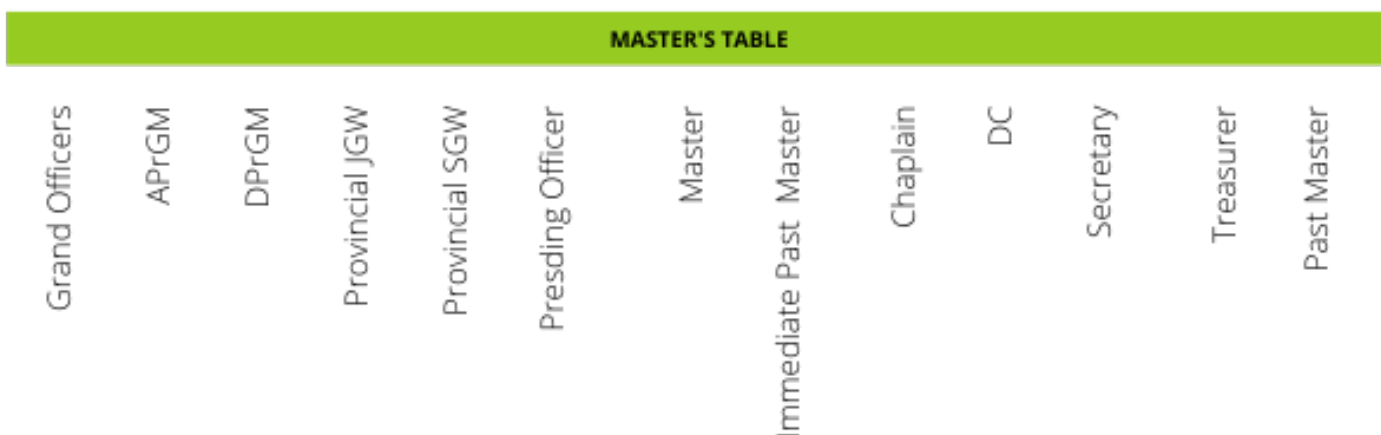 MASTER'S TABLE
Grand Officers
APrGM
DPrGM
Provincial JGW
Provincial SGW
Presding Officer
Master
Immediate Past Master
Chaplain
DC
Secretary
Treasurer
Past Master